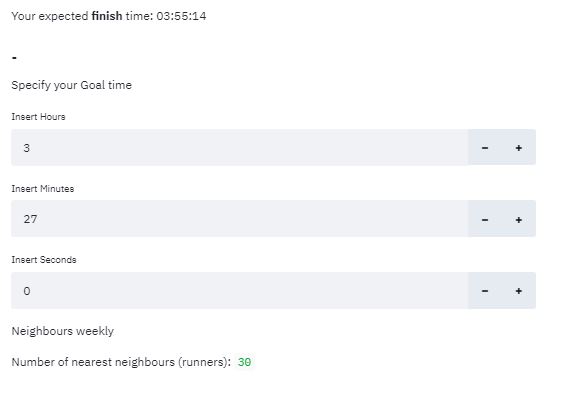 Your expected finish time: 03:55:14
-
Specify your Goal time
Insert Hours
3 - +
Insert Minutes
27 - +
Insert Seconds
0 - +
Neighbours weekly
Number of nearest neighbours (runners): 30